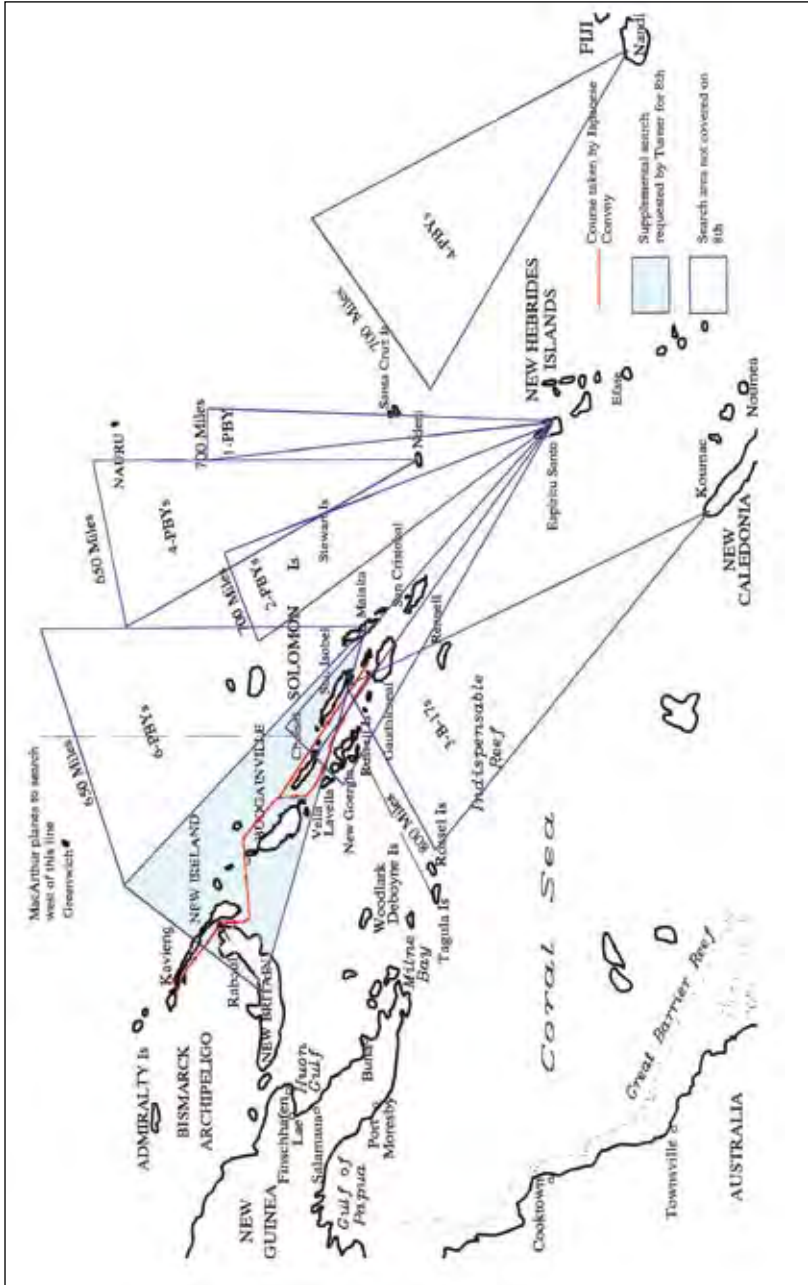 MacArthur planes to search
west of this line
Greenwich
650 Miles
6-PBYs
650 Miles
NAURU
4-PBYs
700 Miles
1-PBY
700 Miles
2-PBYs
700 Miles
4-PBYs
FIJI
Nandi
ADMIRALTY Is
BISMARCK
ARCHIPELIGO
Kavieng
NEW IRELAND
Rabaul
NEW BRITAIN
BOUGAINVILLE
SOLOMON
Is
Stewart Is
Santa Cruz Is
Ndeni
Malaita
San Cristobal
Vella
Lavella
New Goergia
Guadalcanal
Rennell
NEW
GUINEA
Finschhafen
Lae
Huon
Gulf
Salamaua
Buna
Gulf of
Papua
Port
Moresby
Milne
Bay
Woodlark
Deboyne Is
Tagula Is
Rossel Is
800 Miles
3-B-17s
Indispensable
Reef
Espiritu Santo
NEW HEBRIDES
ISLANDS
Efate
Koumac
Noumea
NEW
CALEDONIA
Coral Sea
Great Barrier Reef
Cooktown
Townsville
AUSTRALIA
Course taken by Japanese
Convoy
Supplemental search
requested by Turner for 8th
Search area not covered on
8th